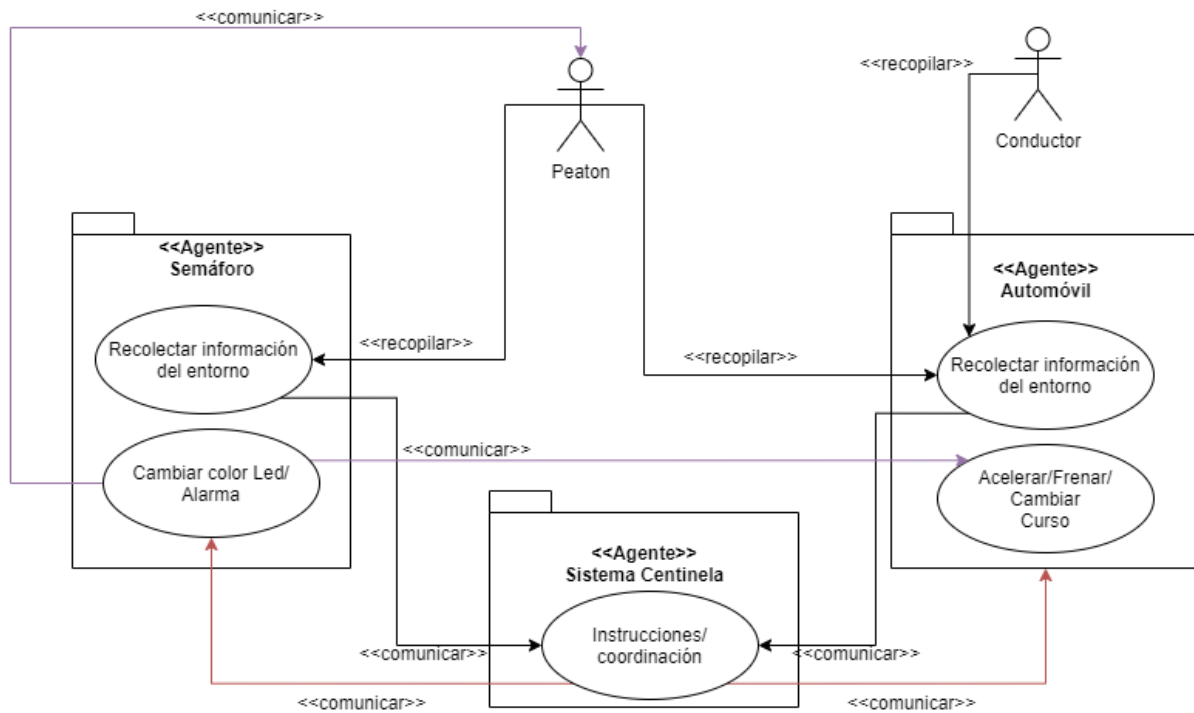 <<comunicar>>
<<recopilar>>
Peaton
Conductor
<<Agente>>
Semáforo
<<Agente>>
Automóvil
Recolectar información
del entorno
<<recopilar>>
<<recopilar>>
Recolectar información
del entorno
<<comunicar>>
Cambiar color Led/
Alarma
Acelerar/Frenar/
Cambiar
Curso
<<Agente>>
Sistema Centinela
Instrucciones/
coordinación
<<comunicar>>
<<comunicar>>
<<comunicar>>
<<comunicar>>